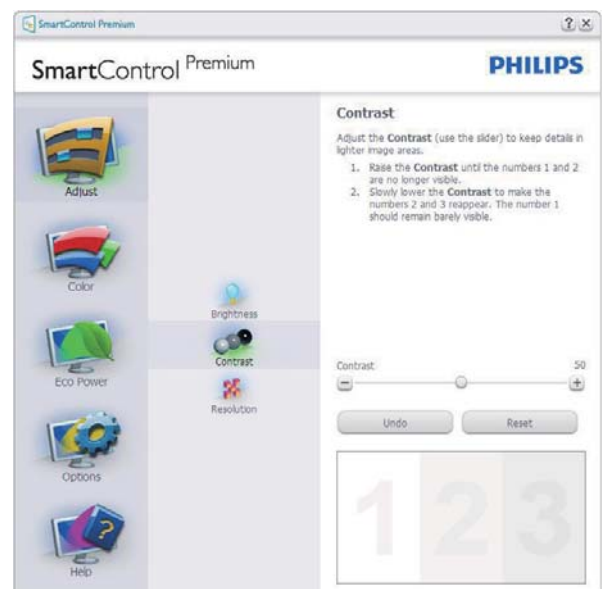 SmartControl Premium
SmartControl Premium
PHILIPS
Adjust
Color
Eco Power
Options
Help
Brightness
Contrast
Resolution
Contrast
Adjust the Contrast (use the slider) to keep details in
lighter image areas.
1. Raise the Contrast until the numbers 1 and 2
are no longer visible.
2. Slowly lower the Contrast to make the
numbers 2 and 3 reappear. The number 1
should remain barely visible.
Contrast 50
Undo Reset
1 2 3